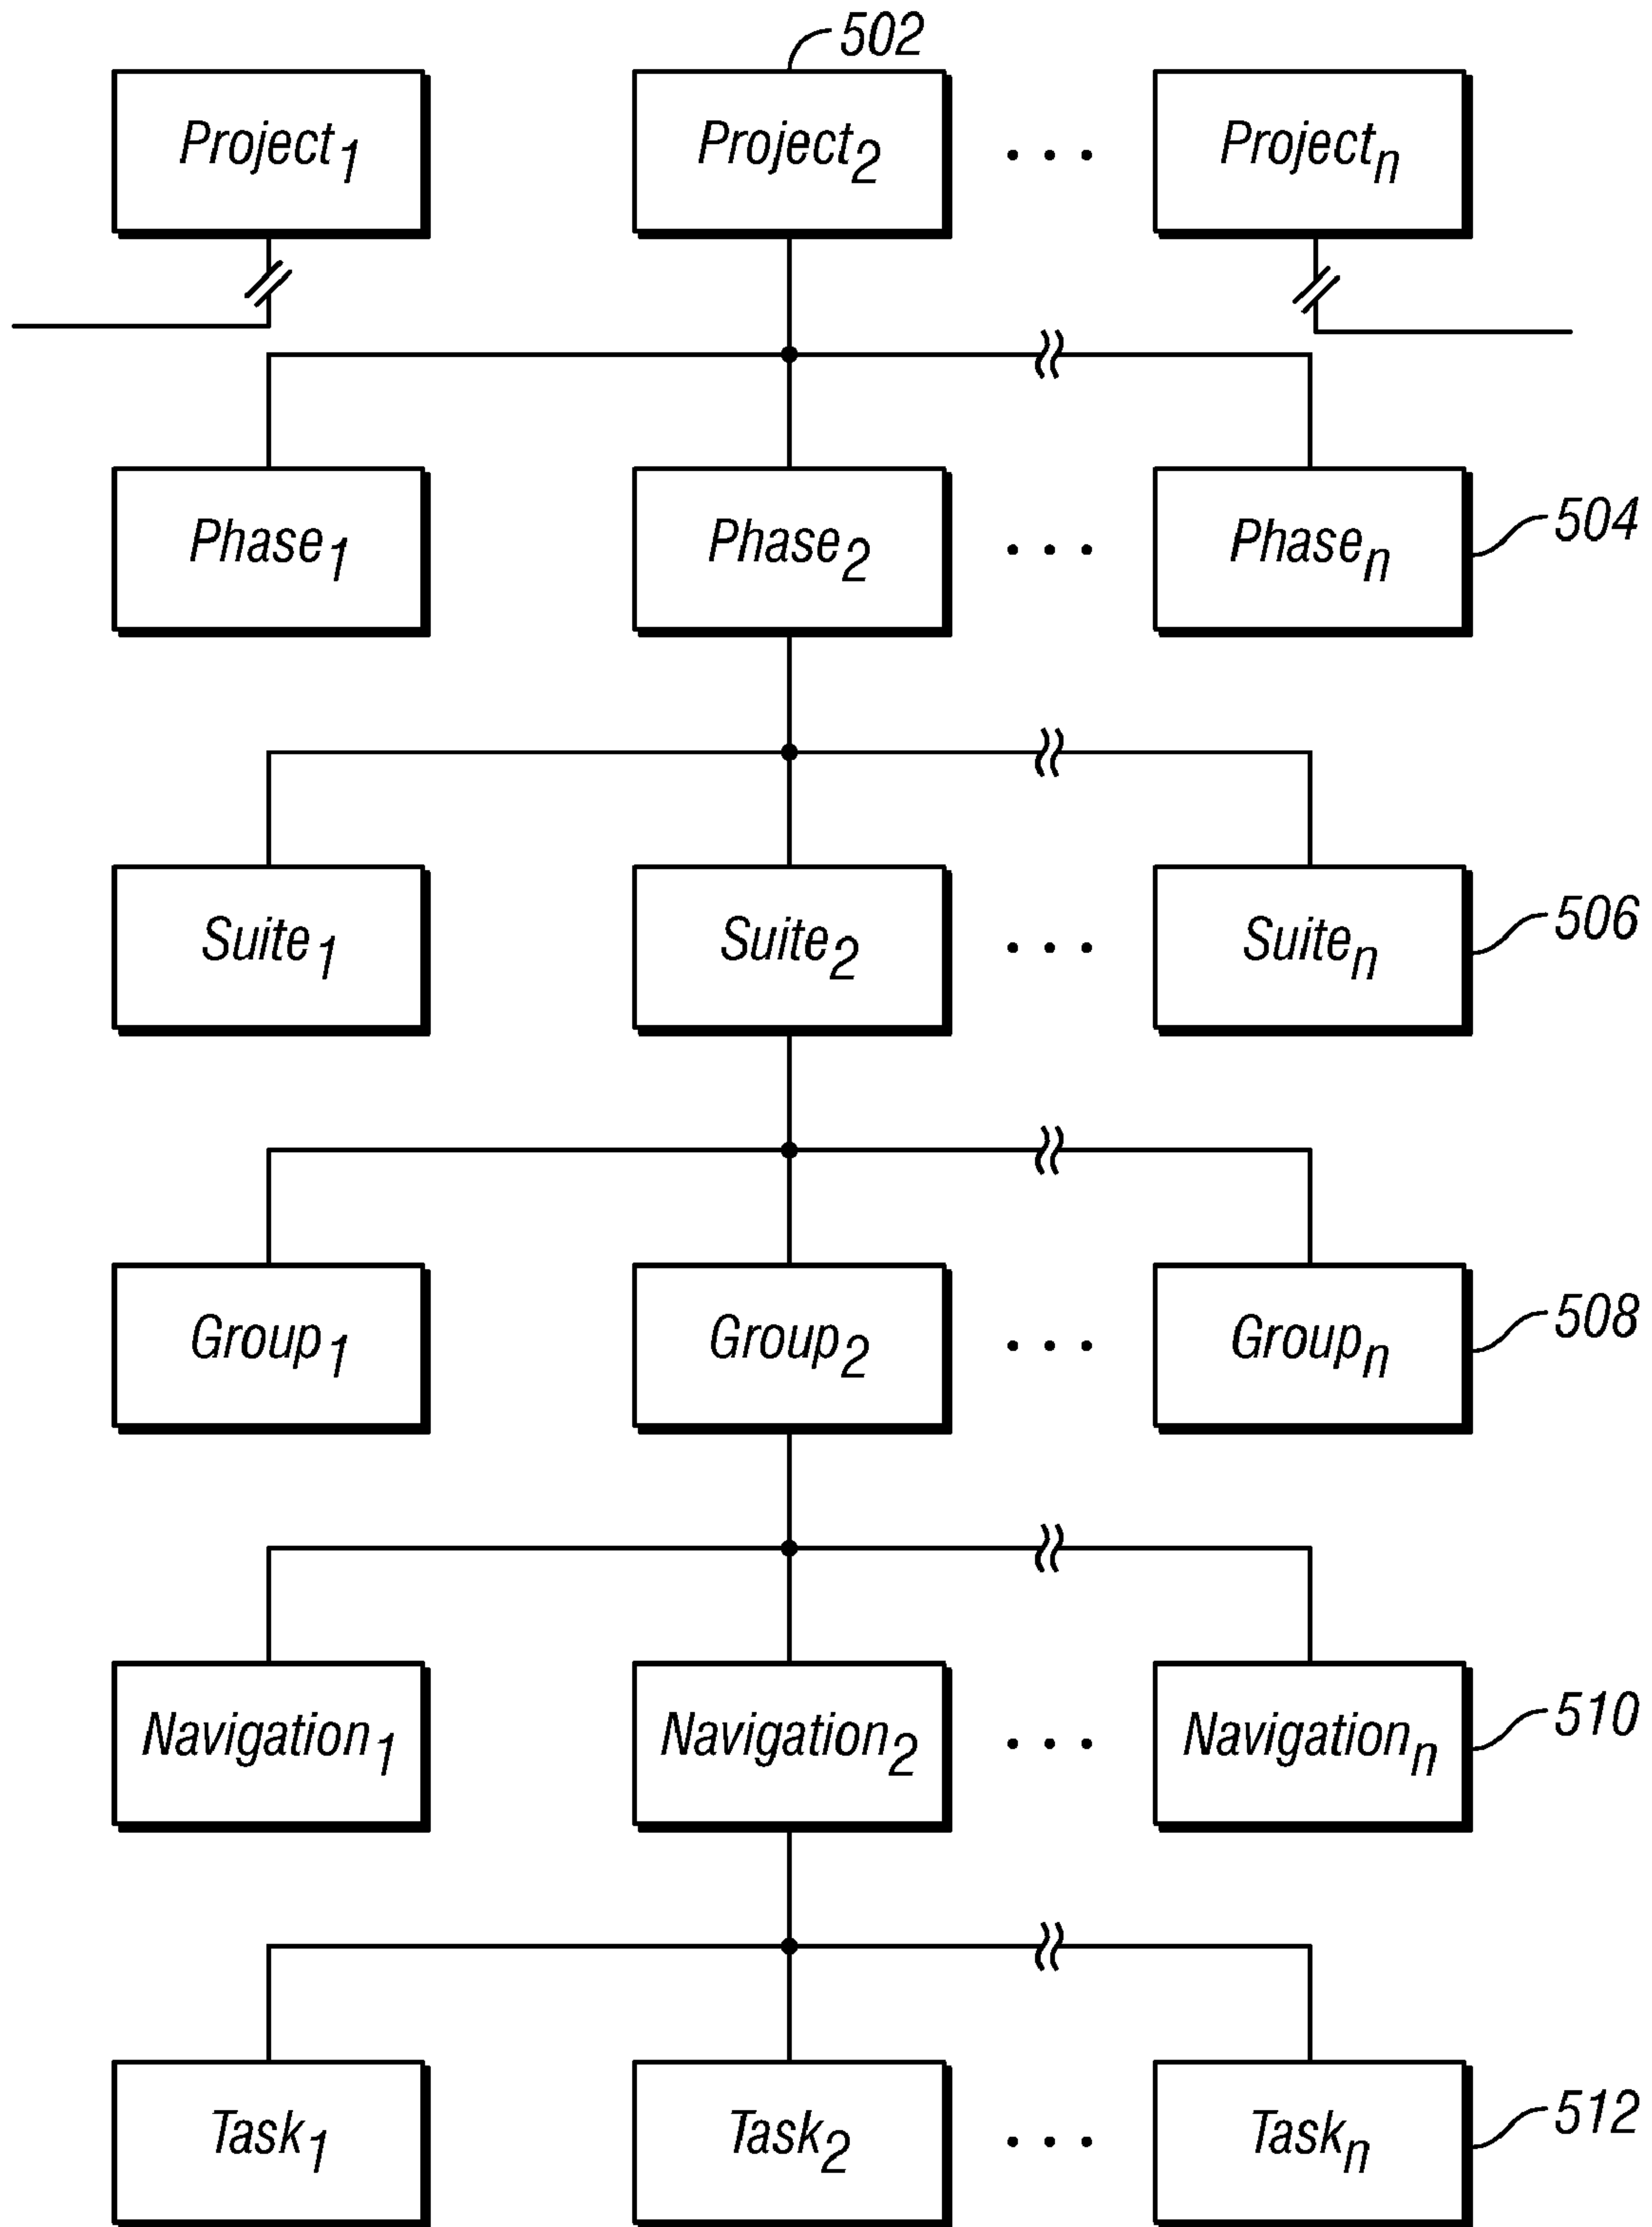 502
Project1 Project2 . . . Projectn
Phase1 Phase2 . . . Phasen 504
Suite1 Suite2 . . . Suiten 506
Group1 Group2 . . . Groupn 508
Navigation1 Navigation2 . . . Navigationn 510
Task1 Task2 . . . Taskn 512